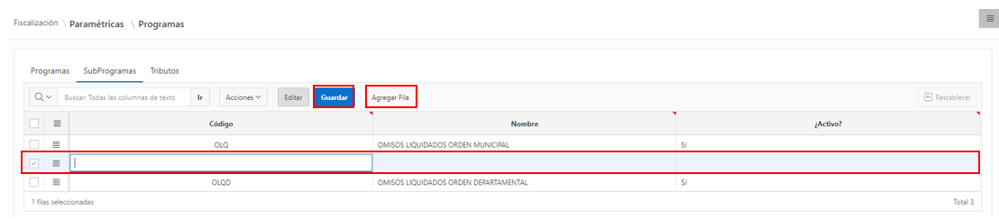 Fiscalización \ Paramétricas \ Programas
Programas SubProgramas Tributos
Buscar: Todas las columnas de texto Ir Acciones Editar Guardar Agregar Fila Restablecer
Código Nombre ¿Activo?
OLQ OMISOS LIQUIDADOS ORDEN MUNICIPAL Sí
OLQD OMISOS LIQUIDADOS ORDEN DEPARTAMENTAL Sí
1 filas seleccionadas Total 3